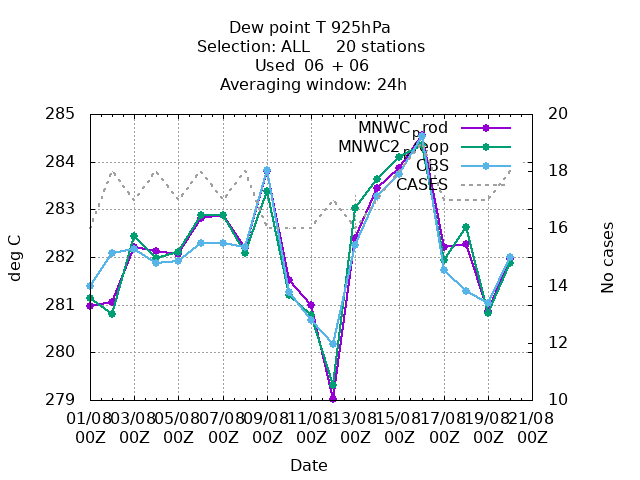 Dew point T 925hPa
Selection: ALL 20 stations
Used 06 + 06
Averaging window: 24h
285
284
283
282
281
280
279
20
18
16
14
12
10
deg C
No cases
MNWCprod
MNWC2preop
OBS
CASES
01/08 03/08 05/08 07/08 09/08 11/08 13/08 15/08 17/08 19/08 21/08
00Z 00Z 00Z 00Z 00Z 00Z 00Z 00Z 00Z 00Z 00Z
Date